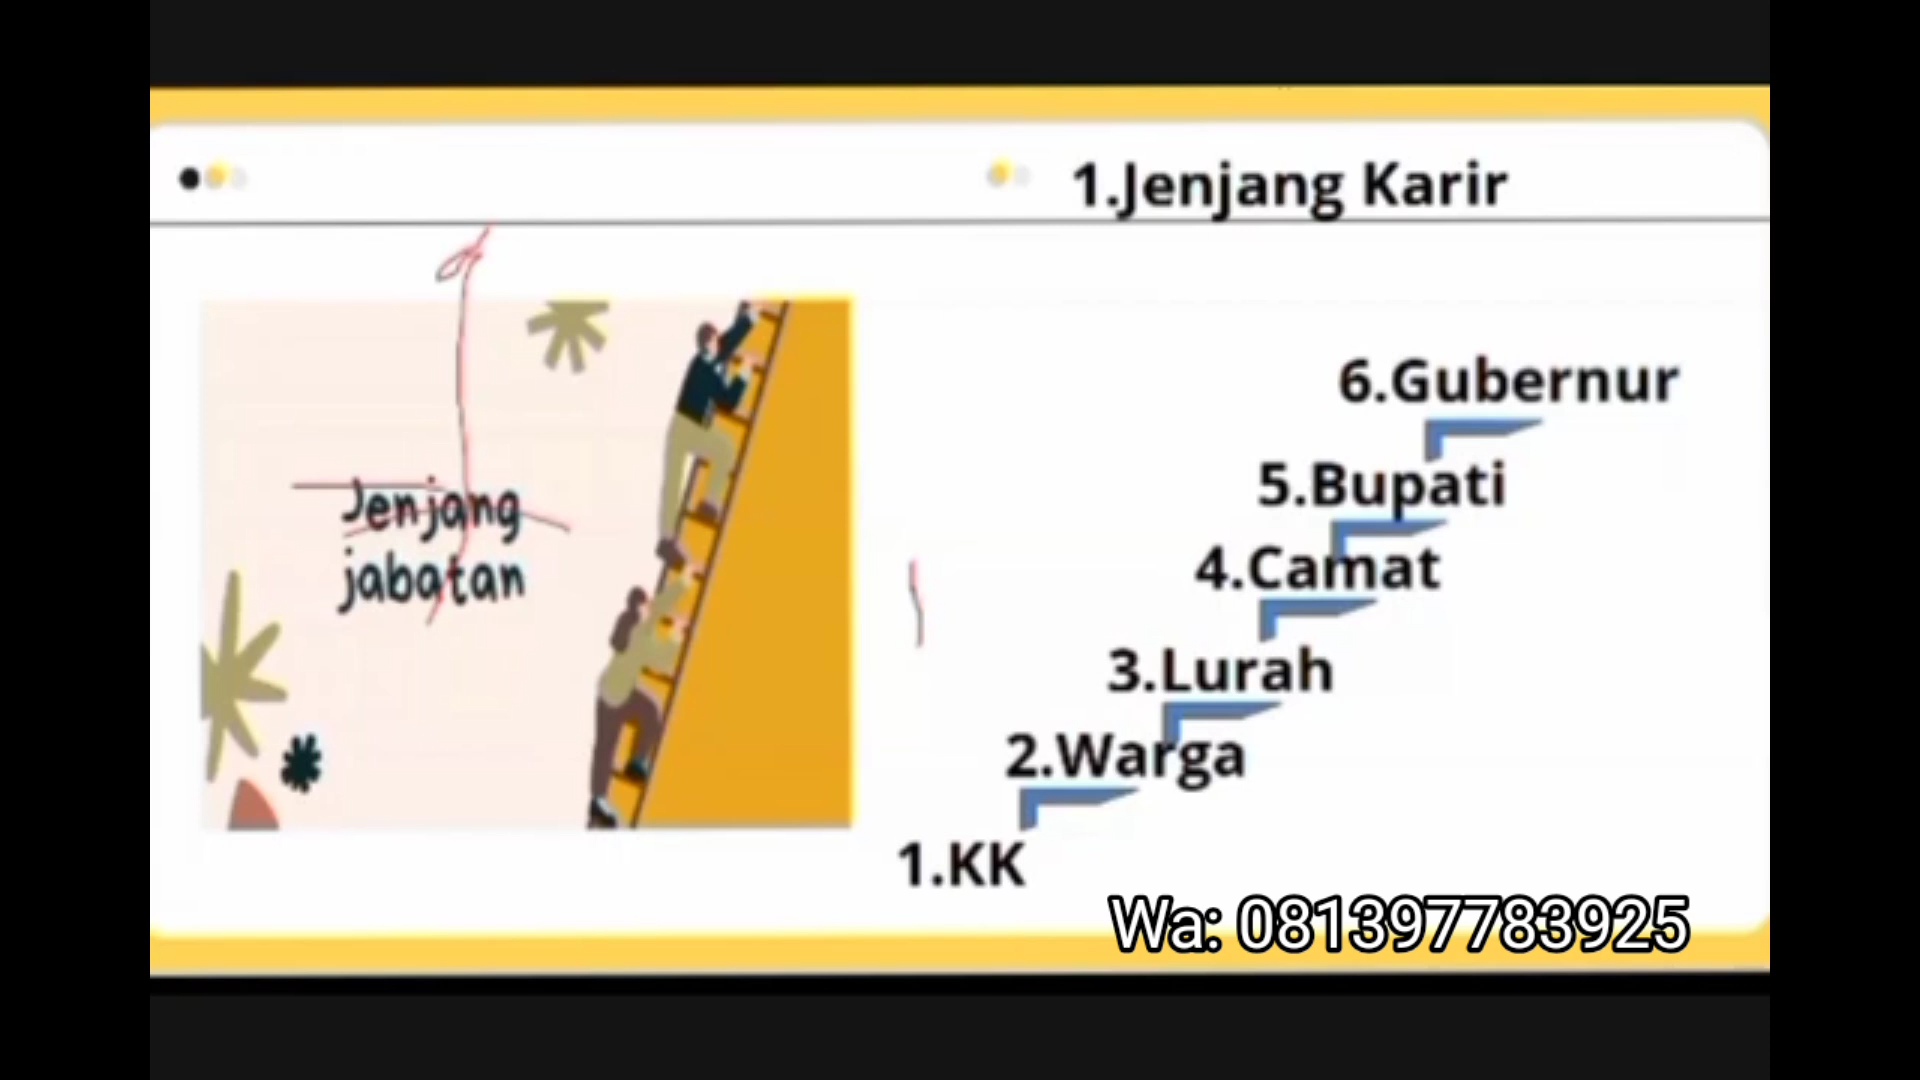 1.Jenjang Karir
Jenjang
jabatan
6.Gubernur
5.Bupati
4.Camat
3.Lurah
2.Warga
1.KK
Wa: 081397783925